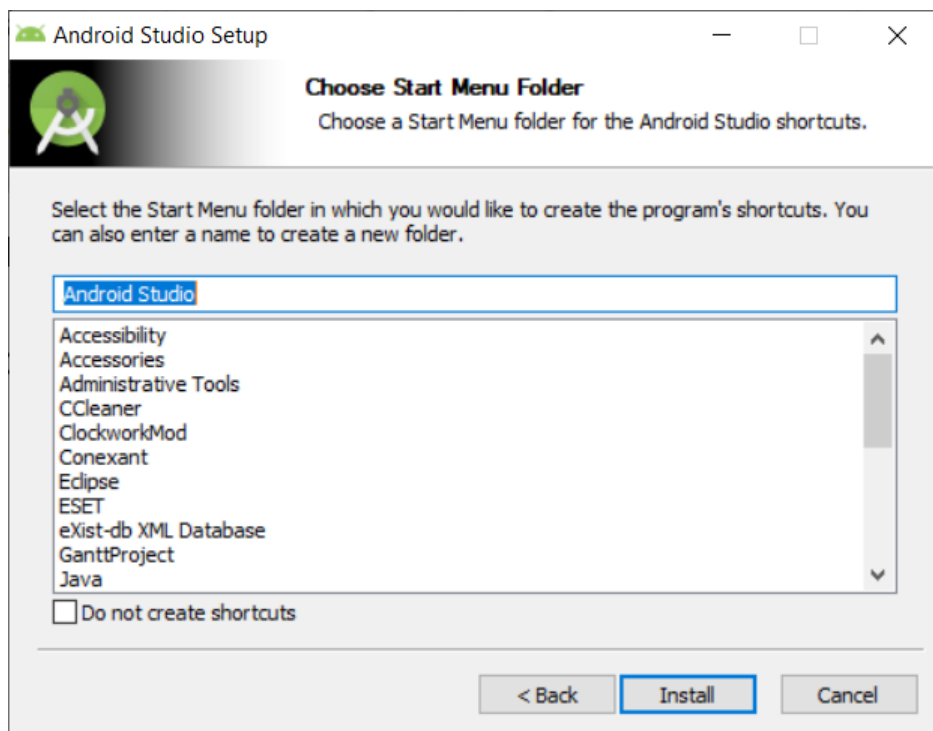 Android Studio Setup
Choose Start Menu Folder
Choose a Start Menu folder for the Android Studio shortcuts.
Select the Start Menu folder in which you would like to create the program's shortcuts. You
can also enter a name to create a new folder.
Android Studio
Accessibility
Accessories
Administrative Tools
CCleaner
ClockworkMod
Conexant
Eclipse
ESET
eXist-db XML Database
GanttProject
Java
Do not create shortcuts
< Back Install Cancel